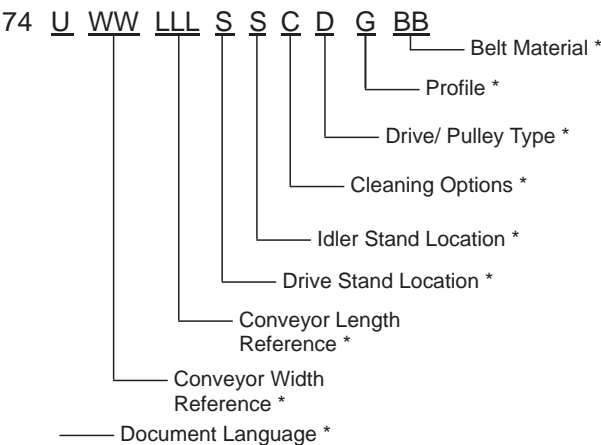 74 U WW LLL S S C D G BB
Belt Material *
Profile *
Drive/ Pulley Type *
Cleaning Options *
Idler Stand Location *
Drive Stand Location *
Conveyor Length
Reference *
Conveyor Width
Reference *
Document Language *